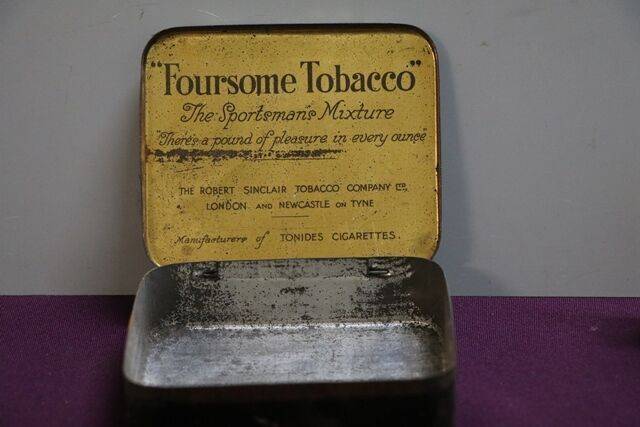 "Foursome Tobacco"
The Sportsman's Mixture
"There's a pound of pleasure in every ounce"
THE ROBERT SINCLAIR TOBACCO COMPANY LTD.
LONDON AND NEWCASTLE ON TYNE
Manufacturers of TONIDES CIGARETTES.